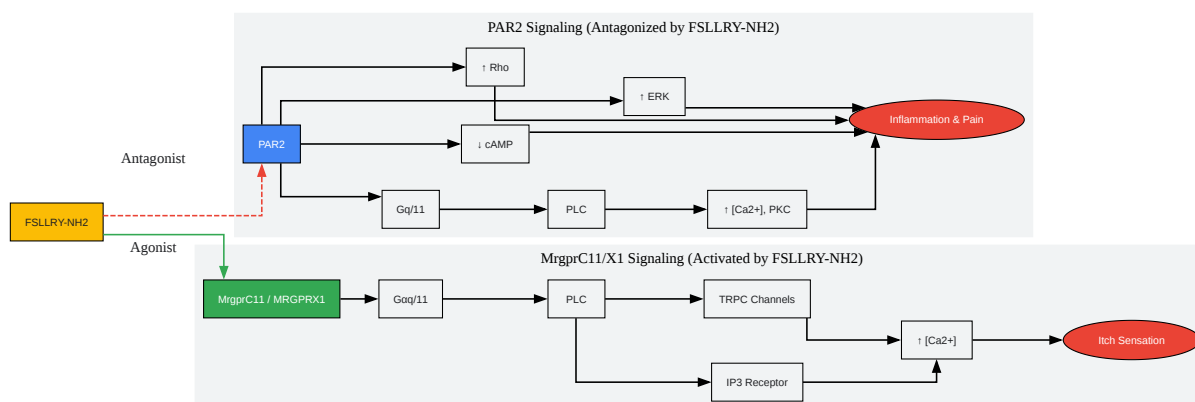 PAR2 Signaling (Antagonized by FSLLRY-NH2)
↑ Rho
↑ ERK
Inflammation & Pain
PAR2
↓ cAMP
Antagonist
Gq/11
PLC
↑ [Ca2+], PKC
FSLLRY-NH2
Agonist
MrgprC11/X1 Signaling (Activated by FSLLRY-NH2)
MrgprC11 / MRGPRX1
Gαq/11
PLC
TRPC Channels
↑ [Ca2+]
Itch Sensation
IP3 Receptor